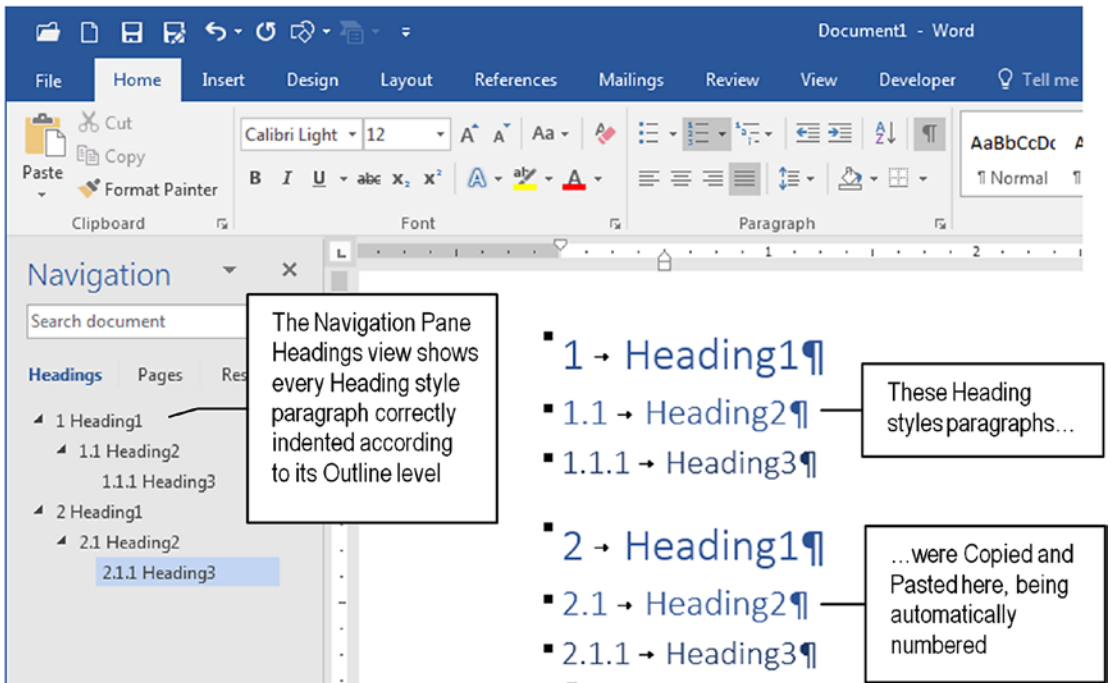 Document1 - Word
File Home Insert Design Layout References Mailings Review View Developer Tell me
Cut
Copy
Paste
Format Painter
Clipboard
Calibri Light 12 A A Aa
B I U abc X₂ X² A ab A
Font
A Z ¶
Paragraph
AaBbCcDc A
¶ Normal ¶
Navigation
Search document
Headings Pages Res
1 Heading1
1.1 Heading2
1.1.1 Heading3
2 Heading1
2.1 Heading2
2.1.1 Heading3
The Navigation Pane
Headings view shows
every Heading style
paragraph correctly
indented according
to its Outline level
L 1 2
1 → Heading1¶
1.1 → Heading2¶
1.1.1 → Heading3¶
These Heading
styles paragraphs...
2 → Heading1¶
2.1 → Heading2¶
2.1.1 → Heading3¶
...were Copied and
Pasted here, being
automatically
numbered